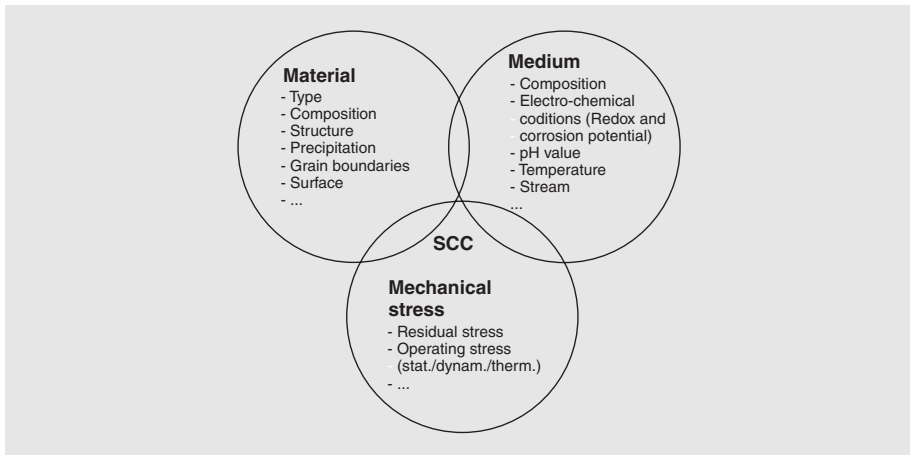 Material
- Type
- Composition
- Structure
- Precipitation
- Grain boundaries
- Surface
- ...
Medium
- Composition
- Electro-chemical
- coditions (Redox and
- corrosion potential)
- pH value
- Temperature
- Stream
...
SCC
Mechanical
stress
- Residual stress
- Operating stress
- (stat./dynam./therm.)
- ...